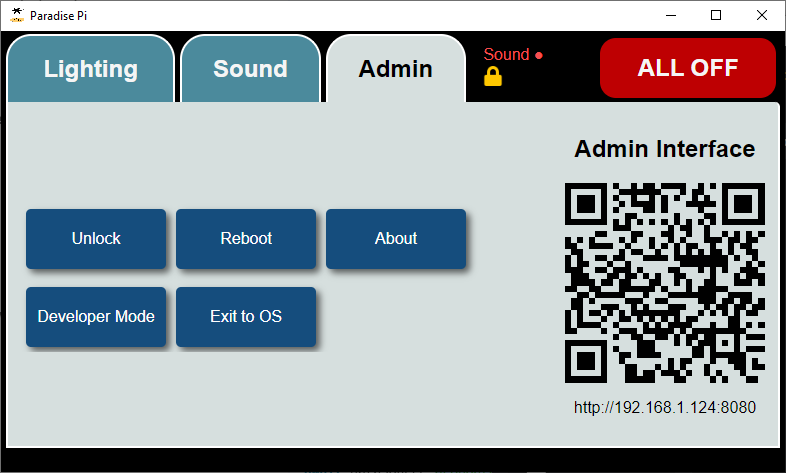 Paradise Pi
Lighting
Sound
Admin
Sound
ALL OFF
Admin Interface
Unlock
Reboot
About
Developer Mode
Exit to OS
http://192.168.1.124:8080